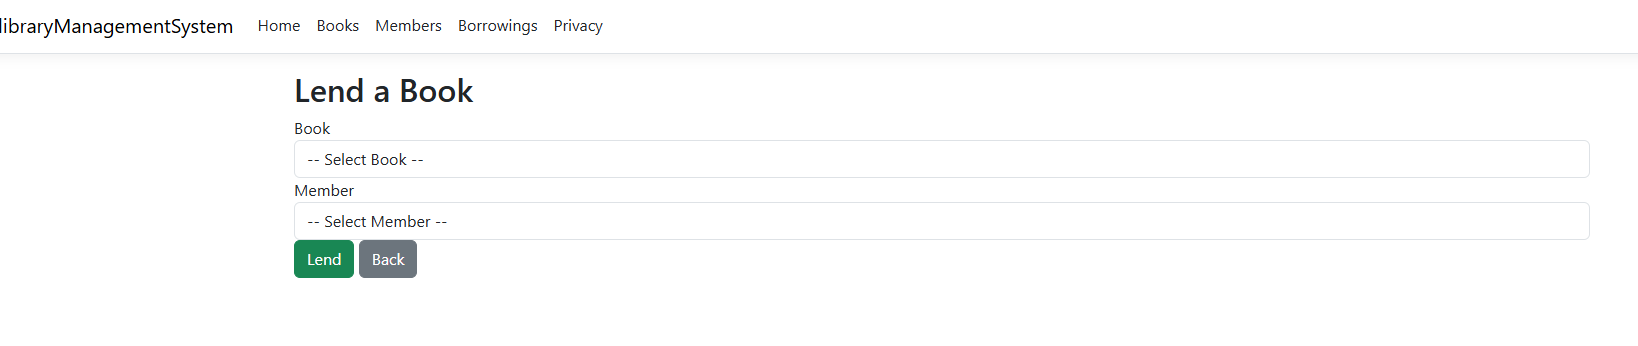 libraryManagementSystem Home Books Members Borrowings Privacy
Lend a Book
Book
-- Select Book --
Member
-- Select Member --
Lend Back